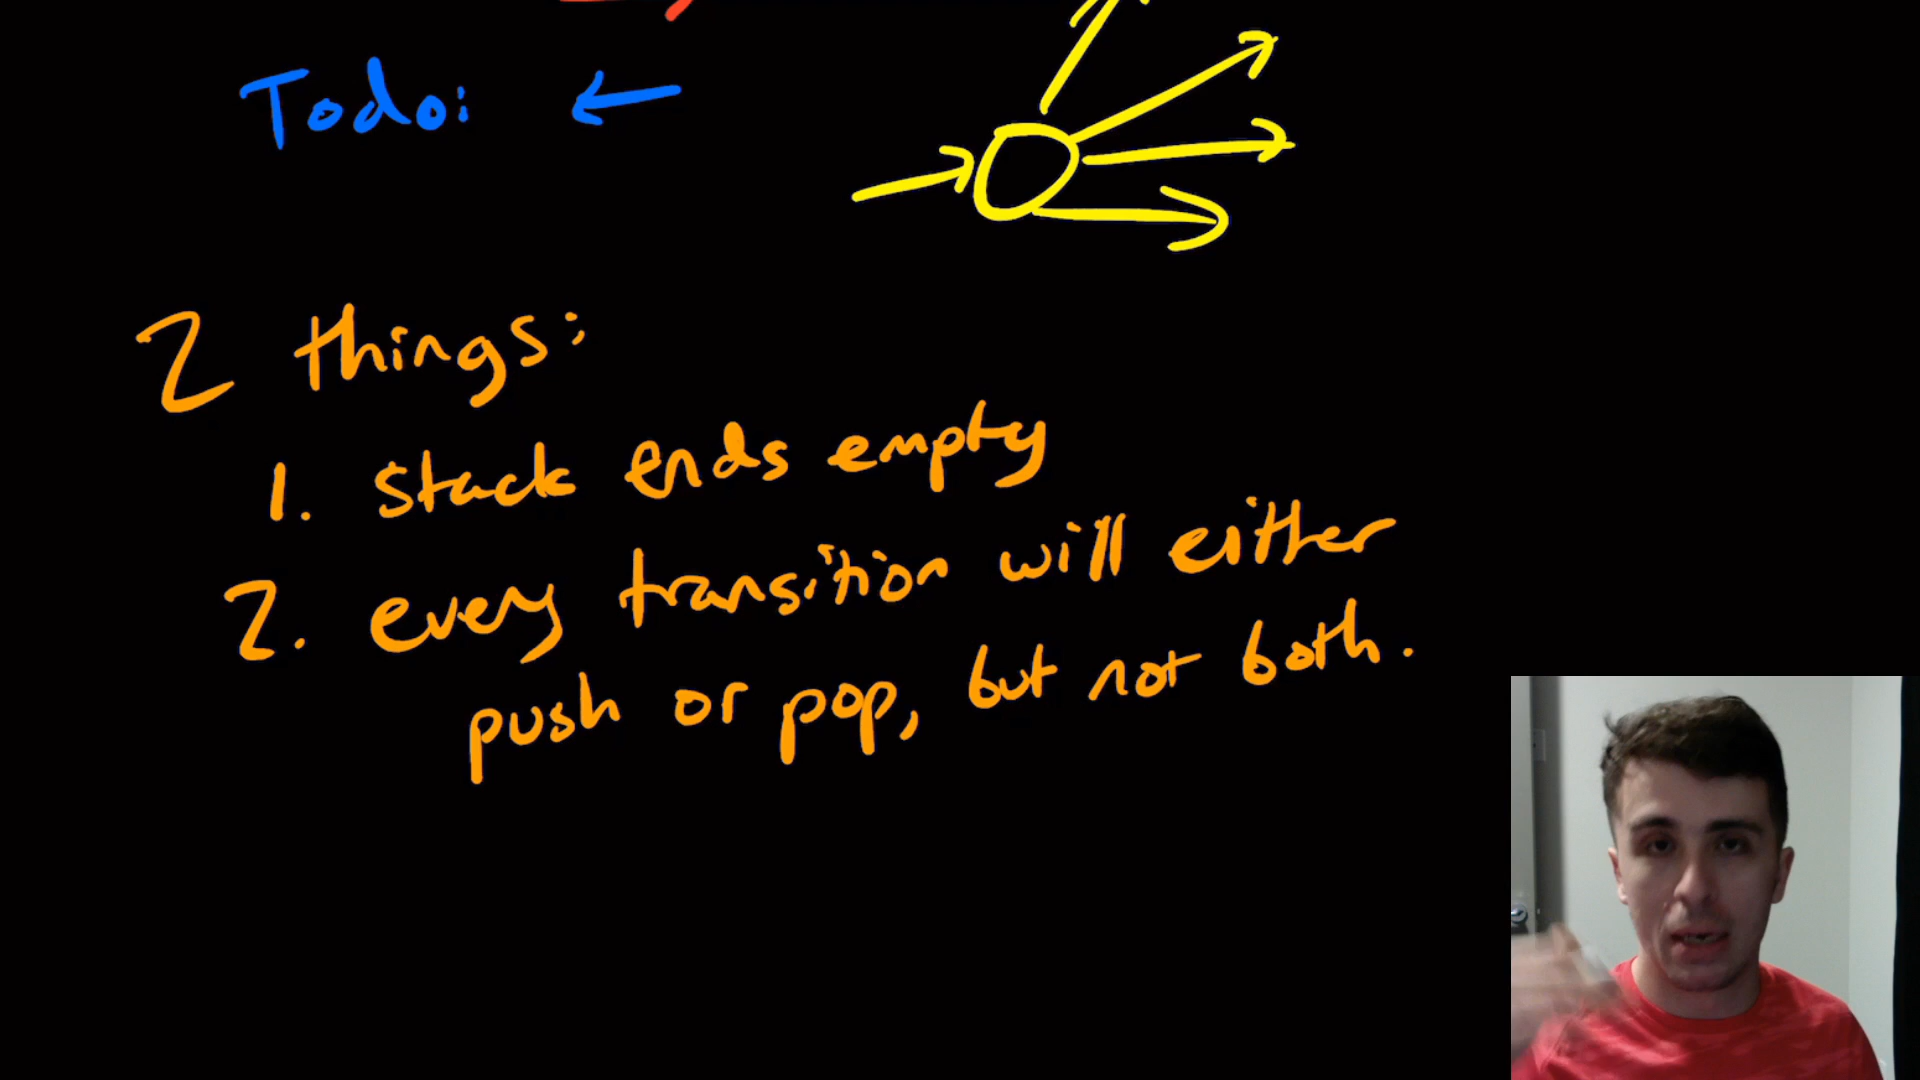 Todo: ←
2 things:
1. stack ends empty
2. every transition will either
push or pop, but not both.